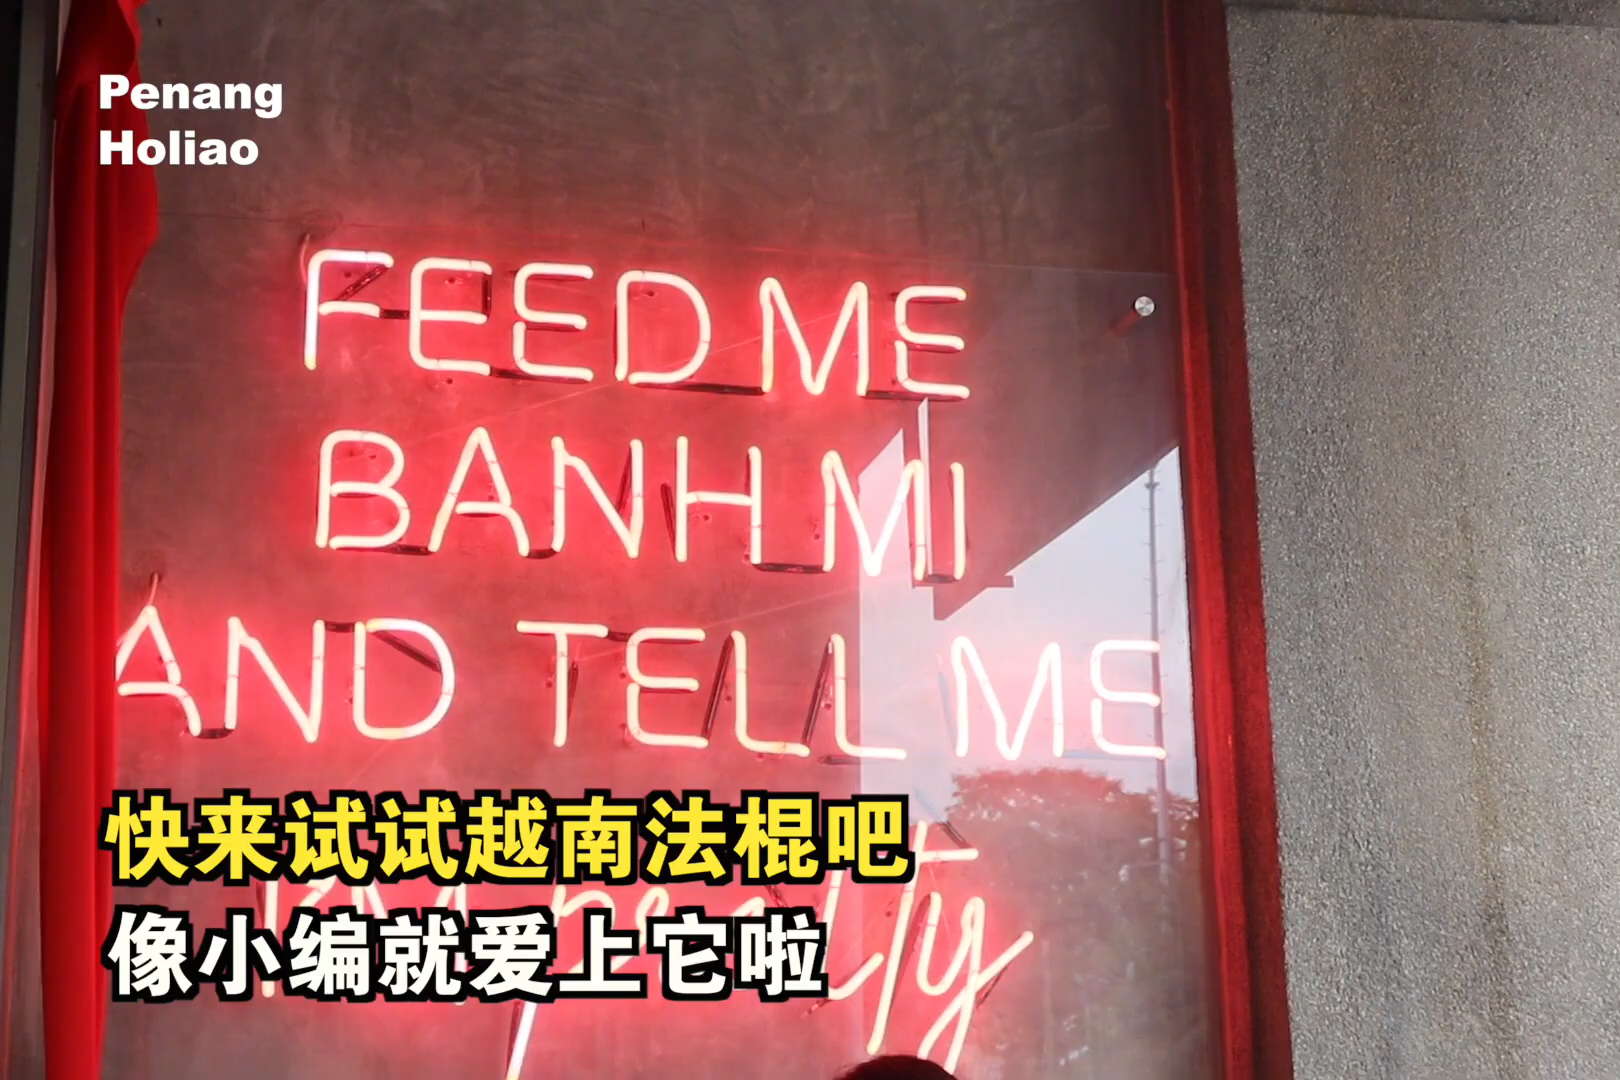 Penang
Holiao
FEED ME
BANH MI
AND TELL ME
I'M pretty
快来试试越南法棍吧
像小编就爱上它啦